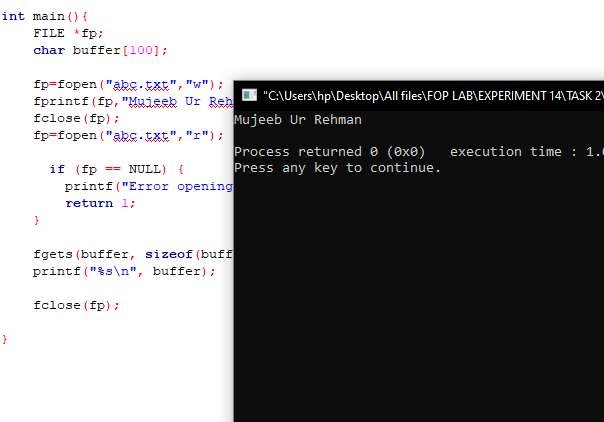 int main(){
FILE *fp;
char buffer[100];
fp=fopen("abc.txt","w");
fprintf(fp,"Mujeeb Ur Reh
fclose(fp);
fp=fopen("abc.txt","r");
if (fp == NULL) {
printf("Error opening
return 1;
}
fgets(buffer, sizeof(buff
printf("%s\n", buffer);
fclose(fp);
}
"C:\Users\hp\Desktop\All files\FOP LAB\EXPERIMENT 14\TASK 2\
Mujeeb Ur Rehman
Process returned 0 (0x0)   execution time : 1.
Press any key to continue.